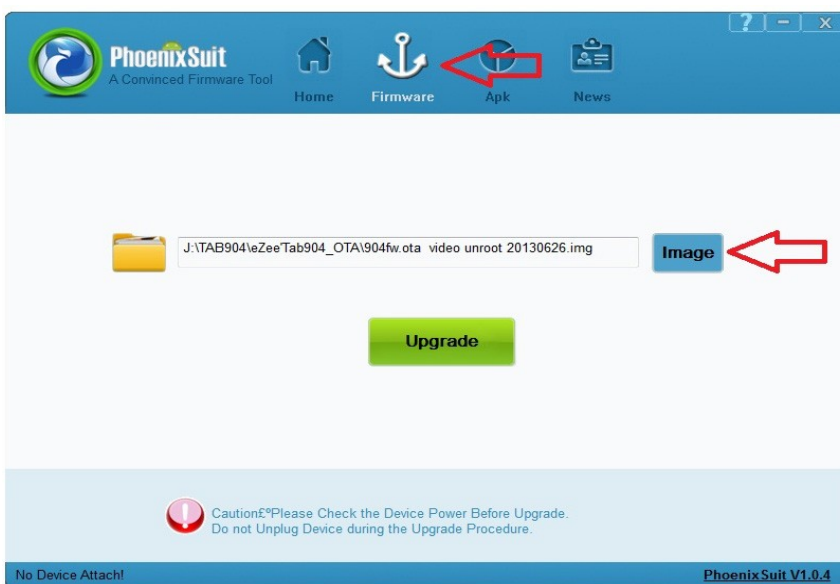 ? - x
PhoenixSuit
A Convinced Firmware Tool
Home Firmware Apk News
J:\TAB904\eZee'Tab904_OTA\904fw.ota video unroot 20130626.img
Image
Upgrade
Caution£ºPlease Check the Device Power Before Upgrade.
Do not Unplug Device during the Upgrade Procedure.
No Device Attach!
PhoenixSuit V1.0.4